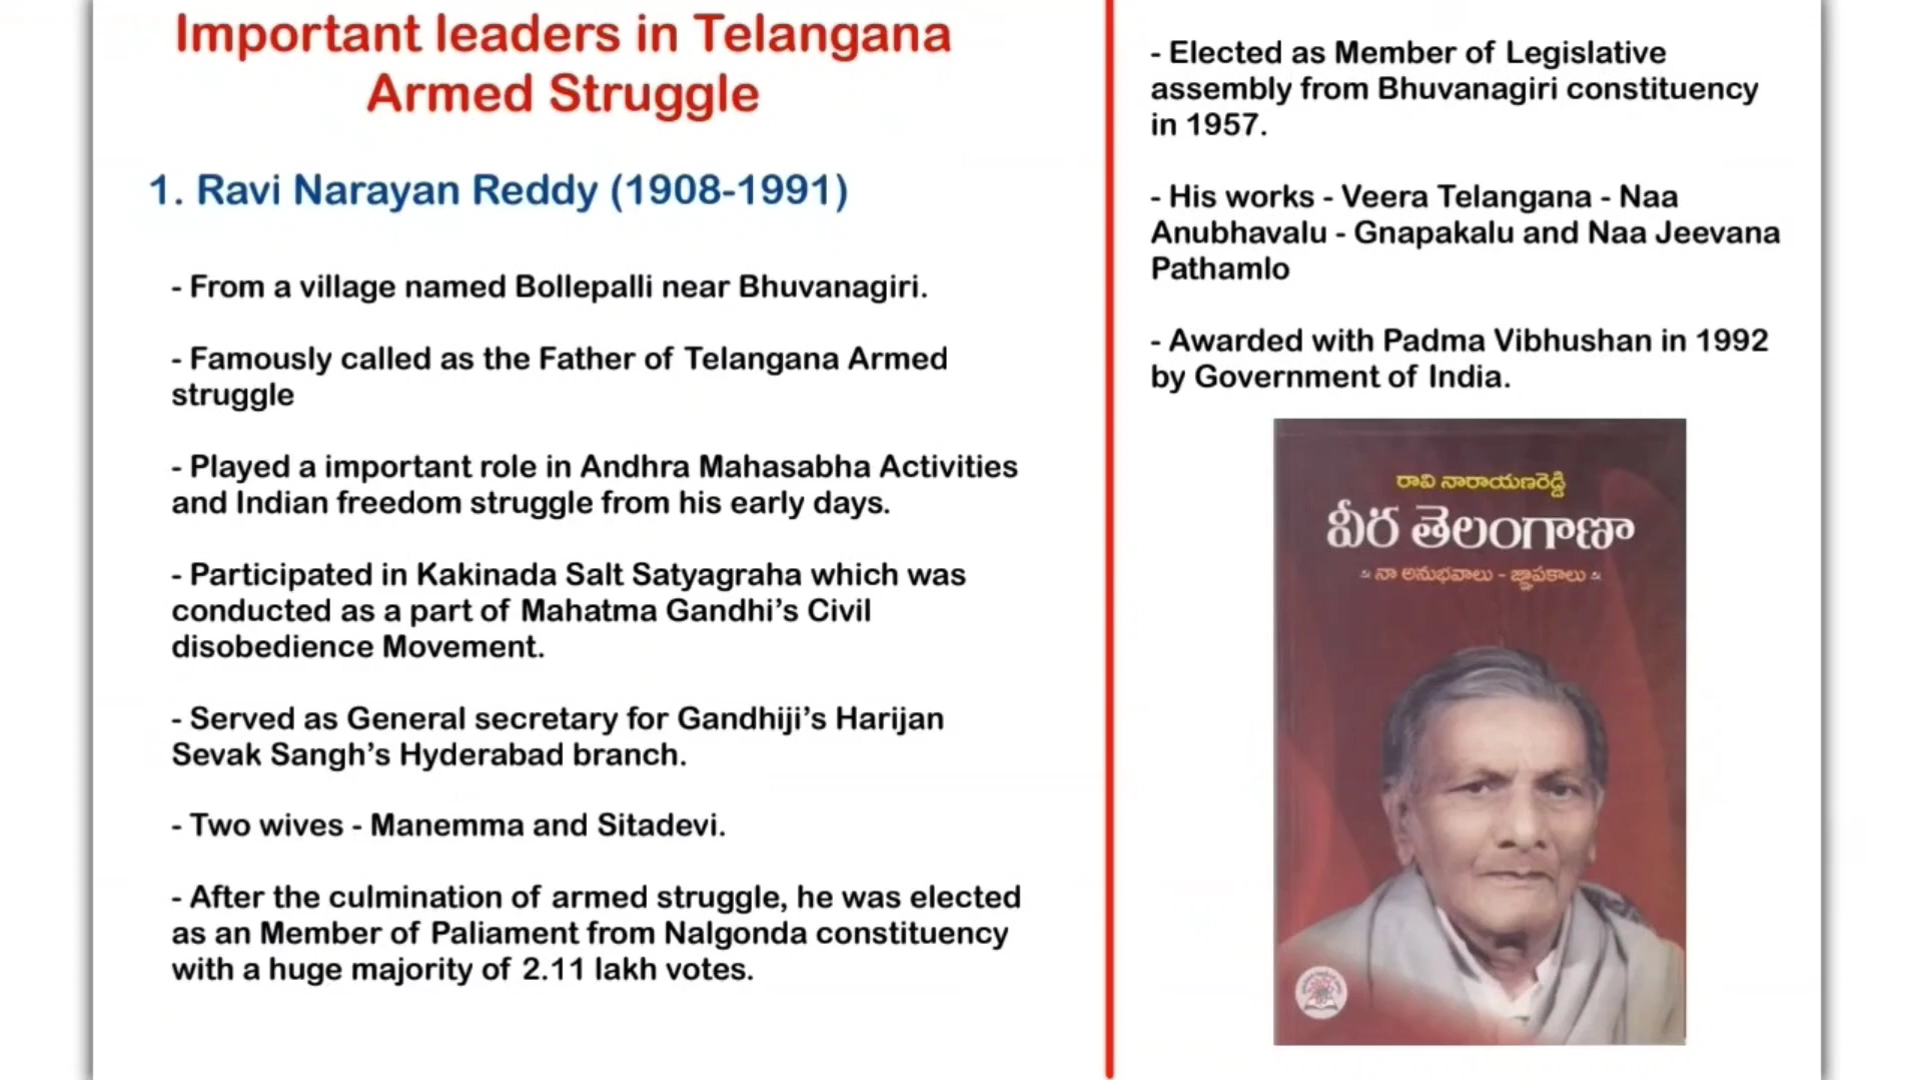 Important leaders in Telangana
Armed Struggle
1. Ravi Narayan Reddy (1908-1991)
- From a village named Bollepalli near Bhuvanagiri.
- Famously called as the Father of Telangana Armed
struggle
- Played a important role in Andhra Mahasabha Activities
and Indian freedom struggle from his early days.
- Participated in Kakinada Salt Satyagraha which was
conducted as a part of Mahatma Gandhi’s Civil
disobedience Movement.
- Served as General secretary for Gandhiji’s Harijan
Sevak Sangh’s Hyderabad branch.
- Two wives - Manemma and Sitadevi.
- After the culmination of armed struggle, he was elected
as an Member of Paliament from Nalgonda constituency
with a huge majority of 2.11 lakh votes.
- Elected as Member of Legislative
assembly from Bhuvanagiri constituency
in 1957.
- His works - Veera Telangana - Naa
Anubhavalu - Gnapakalu and Naa Jeevana
Pathamlo
- Awarded with Padma Vibhushan in 1992
by Government of India.
రావి నారాయణరెడ్డి
వీర తెలంగాణా
నా అనుభవాలు - జ్ఞాపకాలు